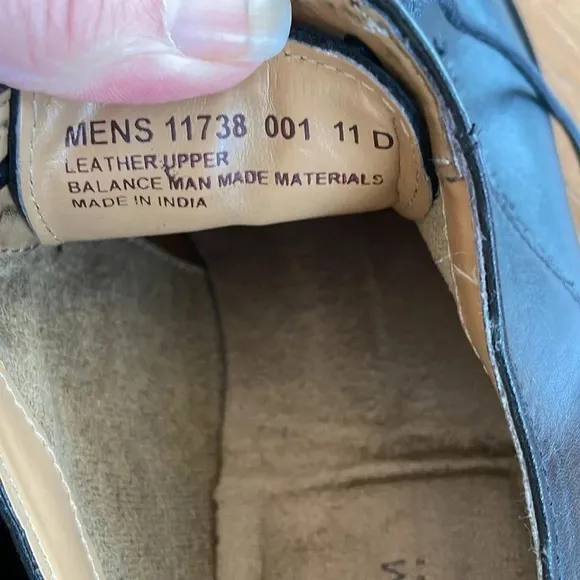 MENS 11738 001 11 D
LEATHER UPPER
BALANCE MAN MADE MATERIALS
MADE IN INDIA